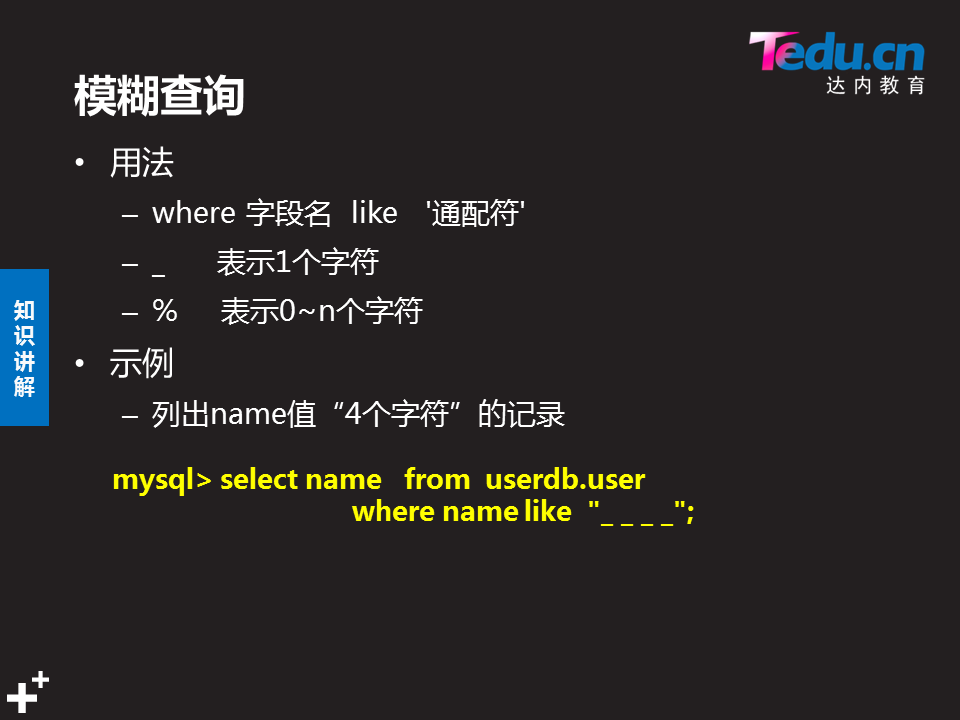 Tedu.cn
达内教育
模糊查询
• 用法
– where 字段名 like '通配符'
– _ 表示1个字符
– % 表示0~n个字符
知识讲解
• 示例
– 列出name值“4个字符”的记录
mysql> select name from userdb.user
where name like "_ _ _ _";